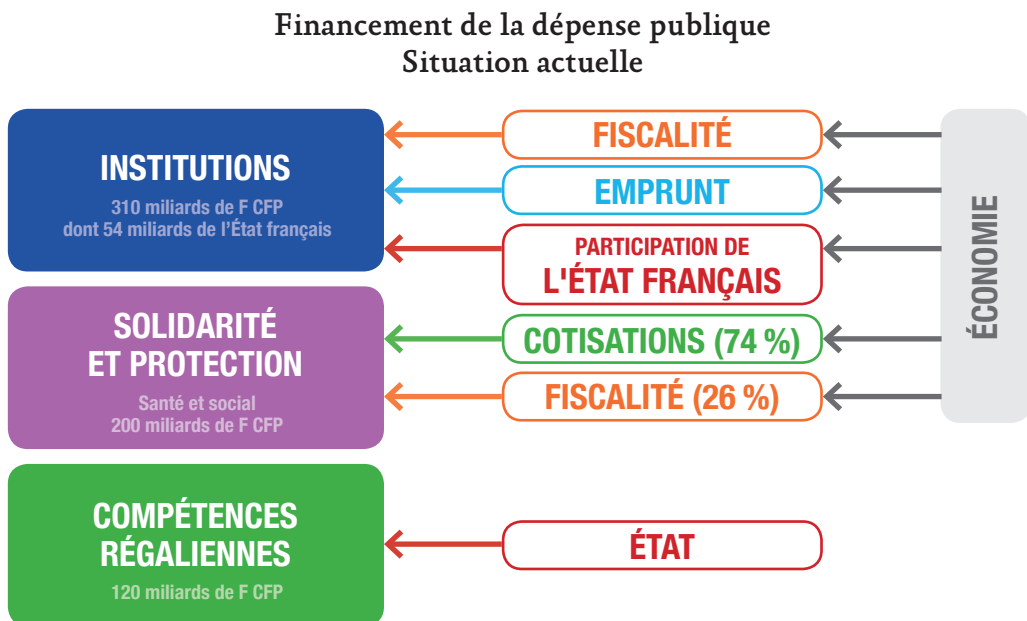 Financement de la dépense publique
Situation actuelle
INSTITUTIONS
310 miliards de F CFP
dont 54 miliards de l'État français
FISCALITÉ
EMPRUNT
PARTICIPATION DE
L'ÉTAT FRANÇAIS
SOLIDARITÉ
ET PROTECTION
Santé et social
200 miliards de F CFP
COTISATIONS (74 %)
FISCALITÉ (26 %)
ÉCONOMIE
COMPÉTENCES
RÉGALIENNES
120 miliards de F CFP
ÉTAT